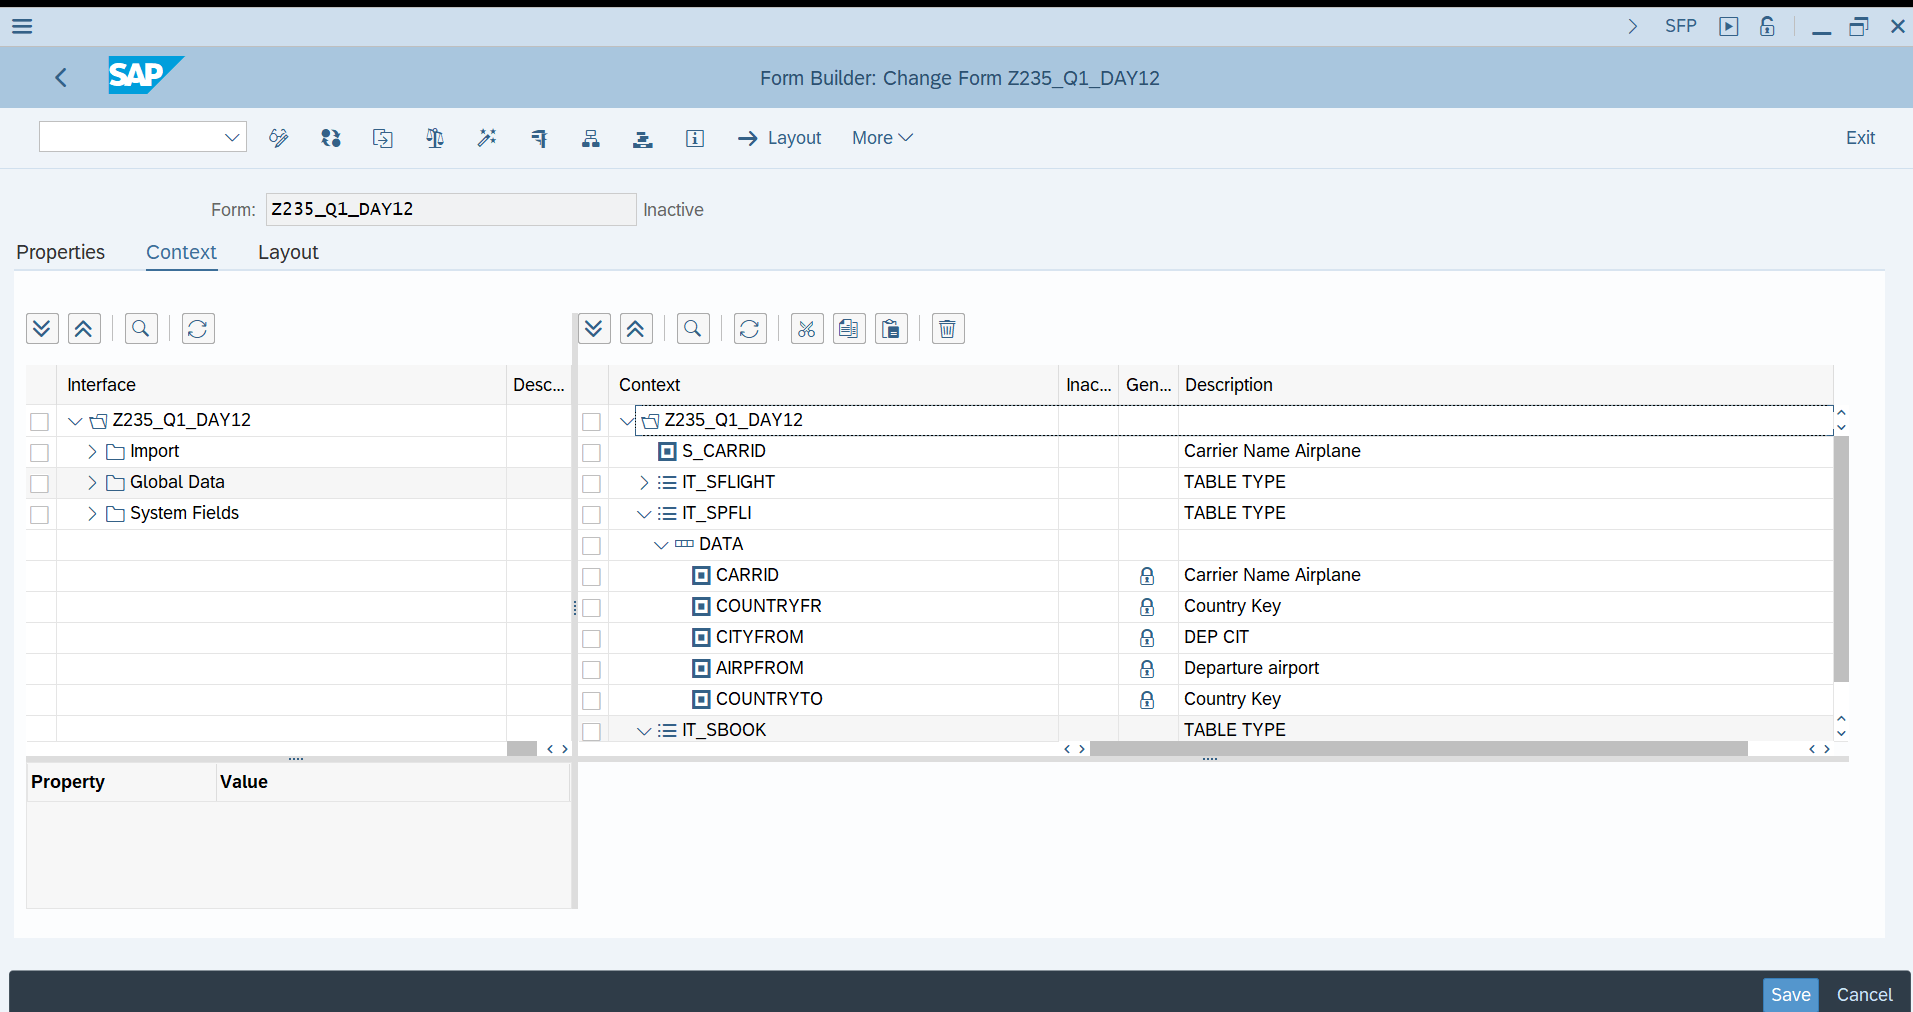 SFP
SAP
Form Builder: Change Form Z235_Q1_DAY12
Layout More Exit
Form: Z235_Q1_DAY12 Inactive
Properties Context Layout
Interface Desc... Context Inac... Gen... Description
Z235_Q1_DAY12 Z235_Q1_DAY12
Import S_CARRID Carrier Name Airplane
Global Data IT_SFLIGHT TABLE TYPE
System Fields IT_SPFLI TABLE TYPE
DATA
CARRID Carrier Name Airplane
COUNTRYFR Country Key
CITYFROM DEP CIT
AIRPFROM Departure airport
COUNTRYTO Country Key
IT_SBOOK TABLE TYPE
Property Value
Save Cancel